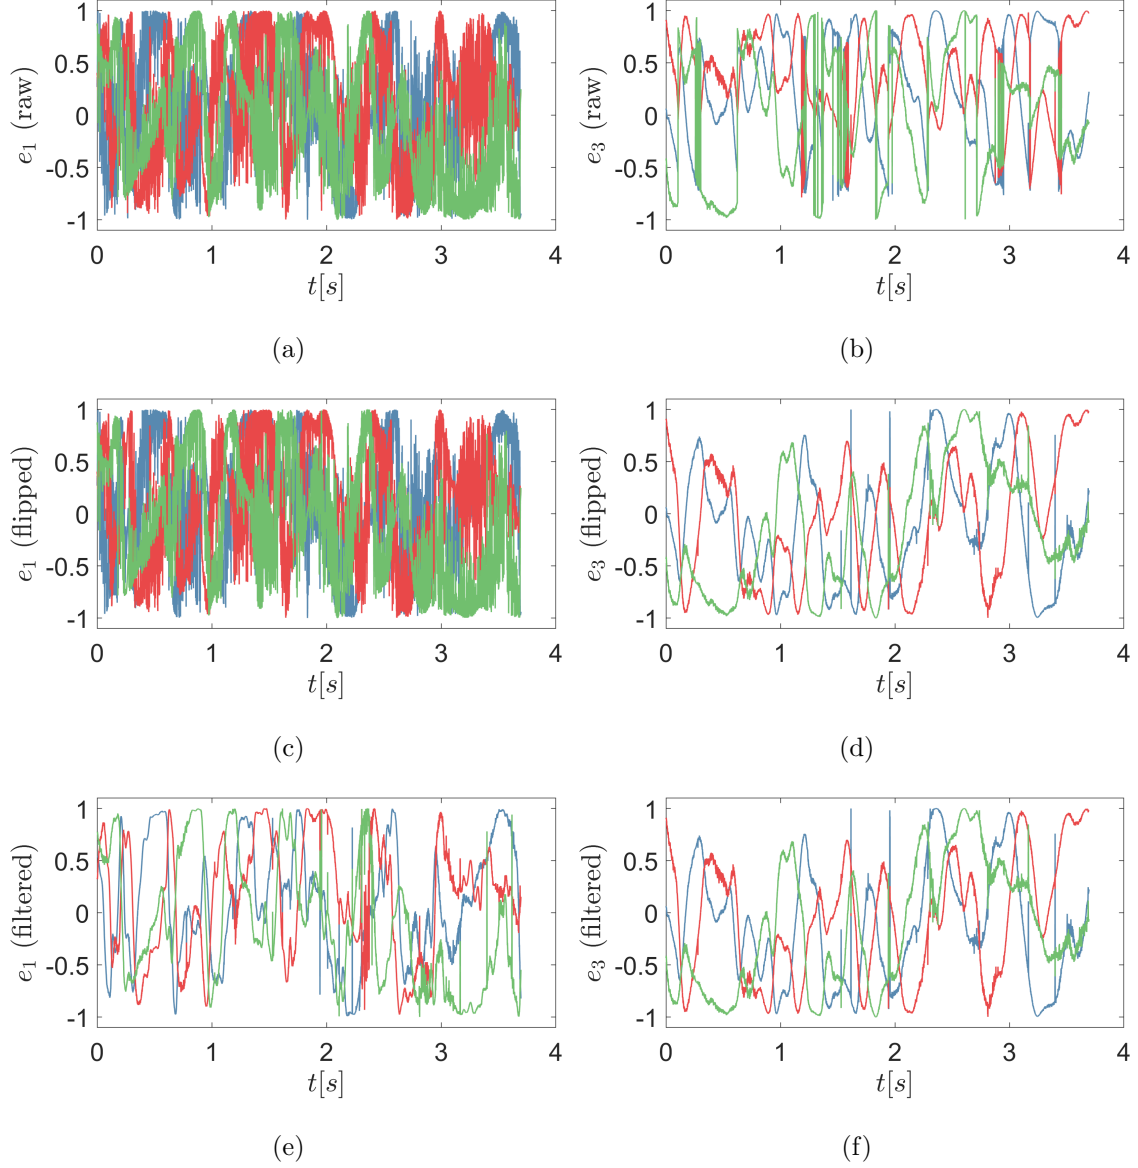 e1 (raw)
1
0.5
0
-0.5
-1
0 1 2 3 4
t[s]
(a)
e3 (raw)
1
0.5
0
-0.5
-1
0 1 2 3 4
t[s]
(b)
e1 (flipped)
1
0.5
0
-0.5
-1
0 1 2 3 4
t[s]
(c)
e3 (flipped)
1
0.5
0
-0.5
-1
0 1 2 3 4
t[s]
(d)
e1 (filtered)
1
0.5
0
-0.5
-1
0 1 2 3 4
t[s]
(e)
e3 (filtered)
1
0.5
0
-0.5
-1
0 1 2 3 4
t[s]
(f)